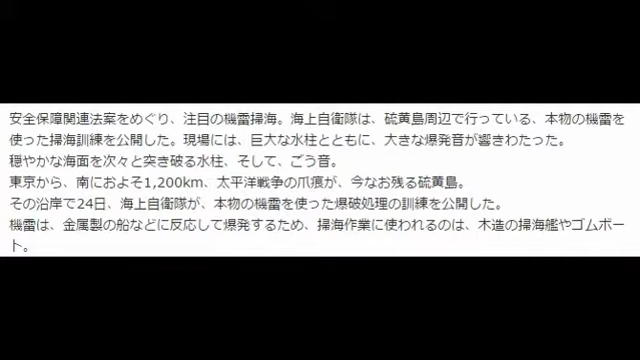 安全保障関連法案をめぐり、注目の機雷掃海。海上自衛隊は、硫黄島周辺で行っている、本物の機雷を
使った掃海訓練を公開した。現場には、巨大な水柱とともに、大きな爆発音が響きわたった。
穏やかな海面を次々と突き破る水柱、そして、ごう音。
東京から、南におよそ1,200km、太平洋戦争の爪痕が、今なお残る硫黄島。
その沿岸で24日、海上自衛隊が、本物の機雷を使った爆破処理の訓練を公開した。
機雷は、金属製の船などに反応して爆発するため、掃海作業に使われるのは、木造の掃海艦やゴムボー
ト。